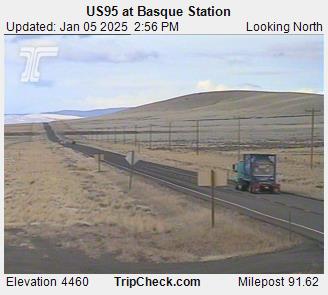 US95 at Basque Station
Updated: Jan 05 2025 2:56 PM Looking North
Elevation 4460 TripCheck.com Milepost 91.62